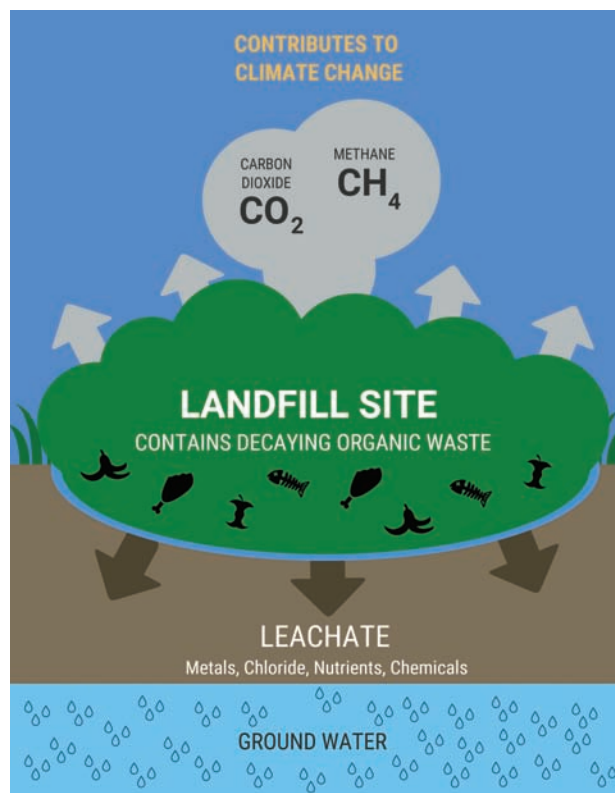 CONTRIBUTES TO
CLIMATE CHANGE
CARBON
DIOXIDE
CO₂
METHANE
CH₄
LANDFILL SITE
CONTAINS DECAYING ORGANIC WASTE
LEACHATE
Metals, Chloride, Nutrients, Chemicals
GROUND WATER